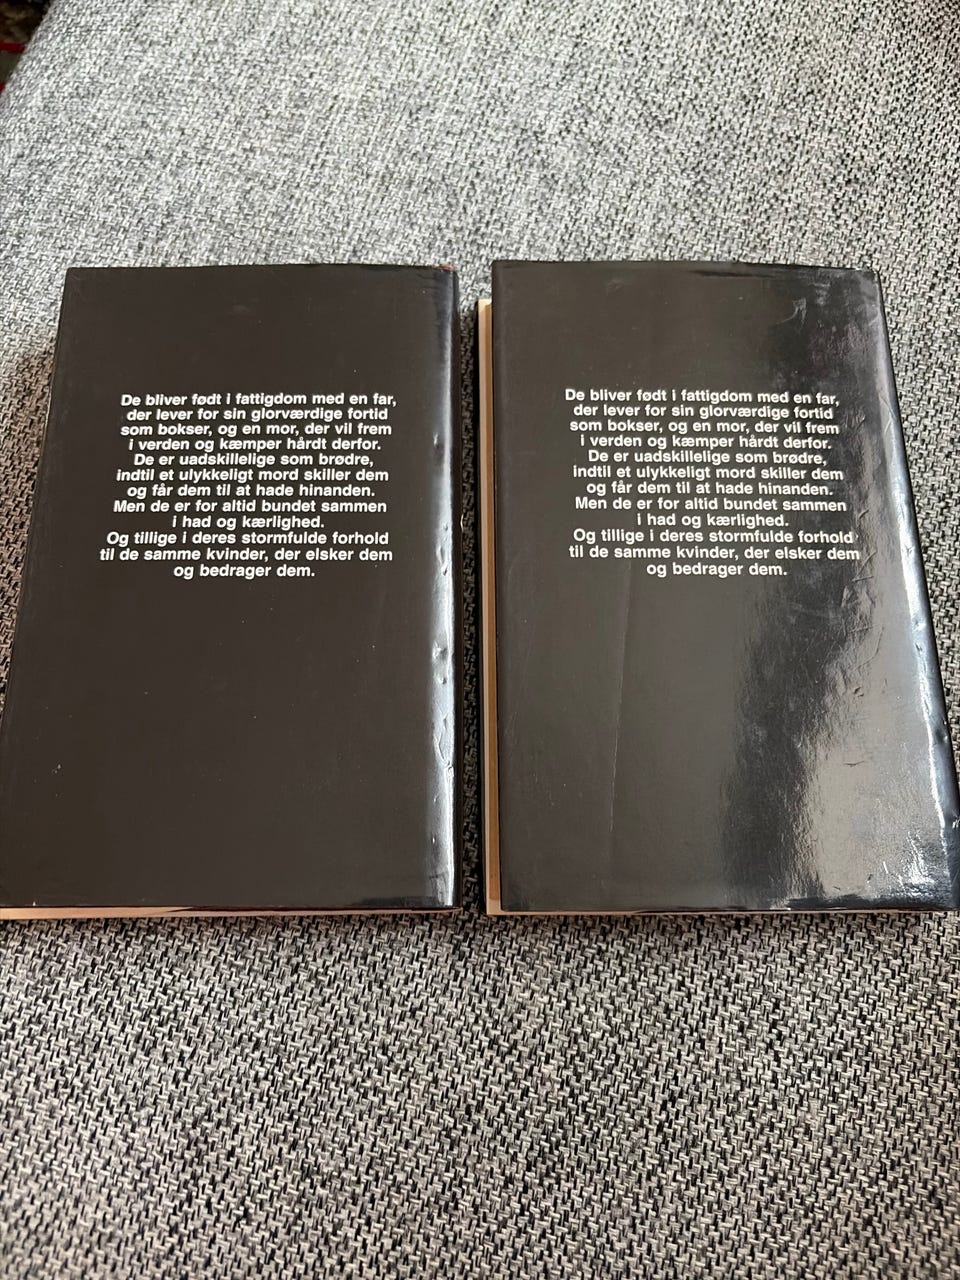 De bliver født i fattigdom med en far,
der lever for sin glorværdige fortid
som bokser, og en mor, der vil frem
i verden og kæmper hårdt derfor.
De er uadskillelige som brødre,
indtil et ulykkeligt mord skiller dem
og får dem til at hade hinanden.
Men de er for altid bundet sammen
i had og kærlighed.
Og tillige i deres stormfulde forhold
til de samme kvinder, der elsker dem
og bedrager dem.
De bliver født i fattigdom med en far,
der lever for sin glorværdige fortid
som bokser, og en mor, der vil frem
i verden og kæmper hårdt derfor.
De er uadskillelige som brødre,
indtil et ulykkeligt mord skiller dem
og får dem til at hade hinanden.
Men de er for altid bundet sammen
i had og kærlighed.
Og tillige i deres stormfulde forhold
til de samme kvinder, der elsker dem
og bedrager dem.